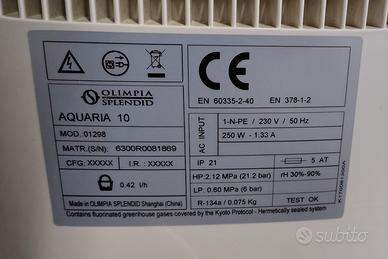 OLIMPIA
SPLENDID
AQUARIA 10
MOD.:01298
MATR.(S/N): 6300R0081869
CFG: XXXXX I.R. : XXXXX
0.42 l/h
Made in OLIMPIA SPLENDID Shanghai (China)
CE
EN 60335-2-40 EN 378-1-2
AC INPUT
1-N-PE / 230 V / 50 Hz
250 W - 1.33 A
IP 21
5 AT
HP:2.12 MPa (21.2 bar)
rH 30%-90%
LP: 0.60 MPa (6 bar)
R-134a / 0.075 Kg
TEST OK
Contains fluorinated greenhouse gases covered by the Kyoto Protocol - Hermetically sealed system
subito